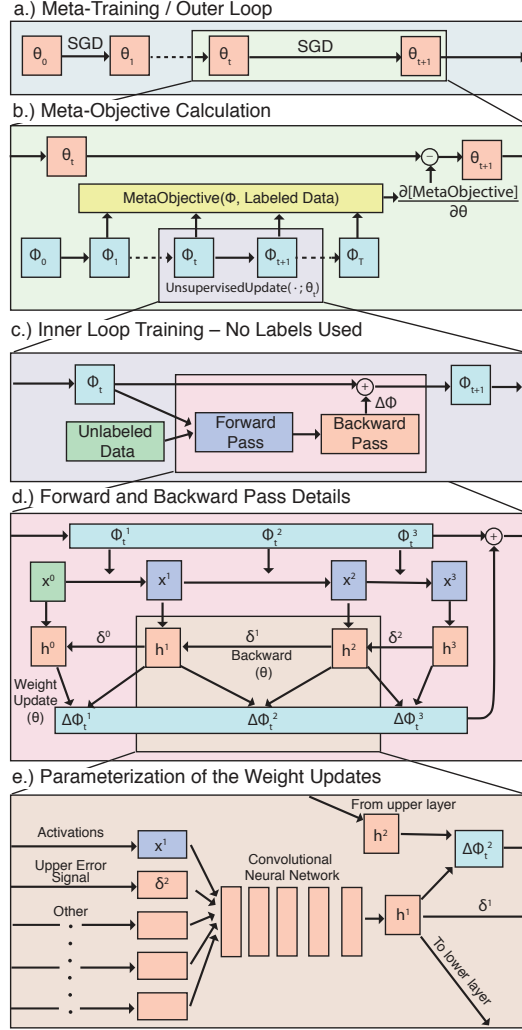 a.) Meta-Training / Outer Loop
θ0 SGD θ1 θt SGD θt+1
b.) Meta-Objective Calculation
θt − θt+1
MetaObjective(Φ, Labeled Data) ∂[MetaObjective]
∂θ
Φ0 Φ1 Φt Φt+1 ΦT
UnsupervisedUpdate( · ; θt)
c.) Inner Loop Training – No Labels Used
Φt + Φt+1
ΔΦ
Unlabeled
Data
Forward
Pass
Backward
Pass
d.) Forward and Backward Pass Details
Φt¹ Φt² Φt³ +
x⁰ x¹ x² x³
δ⁰ δ¹ δ²
h⁰ h¹ h² h³
Backward
(θ)
Weight
Update
(θ)
ΔΦt¹ ΔΦt² ΔΦt³
e.) Parameterization of the Weight Updates
From upper layer
h² ΔΦt²
Activations x¹
Upper Error
Signal
δ²
Convolutional
Neural Network
Other
h¹ δ¹
To lower layer